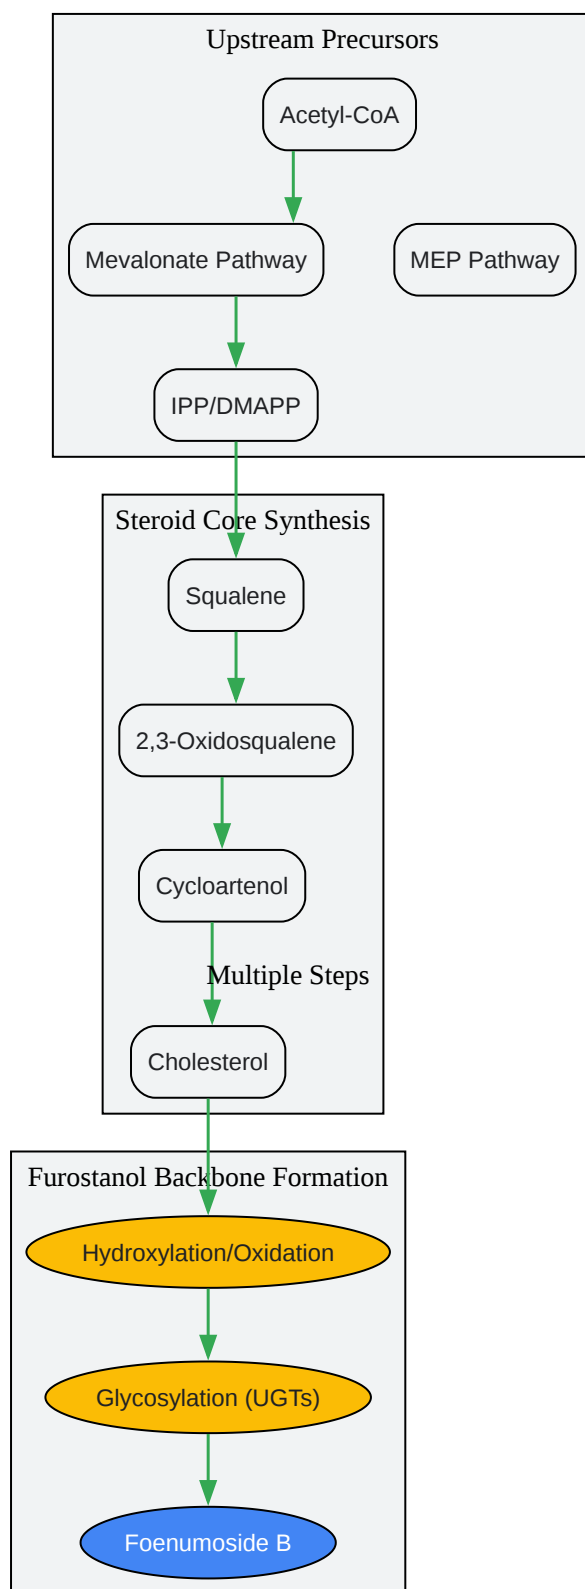 Upstream Precursors
Acetyl-CoA
Mevalonate Pathway
MEP Pathway
IPP/DMAPP
Steroid Core Synthesis
Squalene
2,3-Oxidosqualene
Cycloartenol
Multiple Steps
Cholesterol
Furostanol Backbone Formation
Hydroxylation/Oxidation
Glycosylation (UGTs)
Foenumoside B